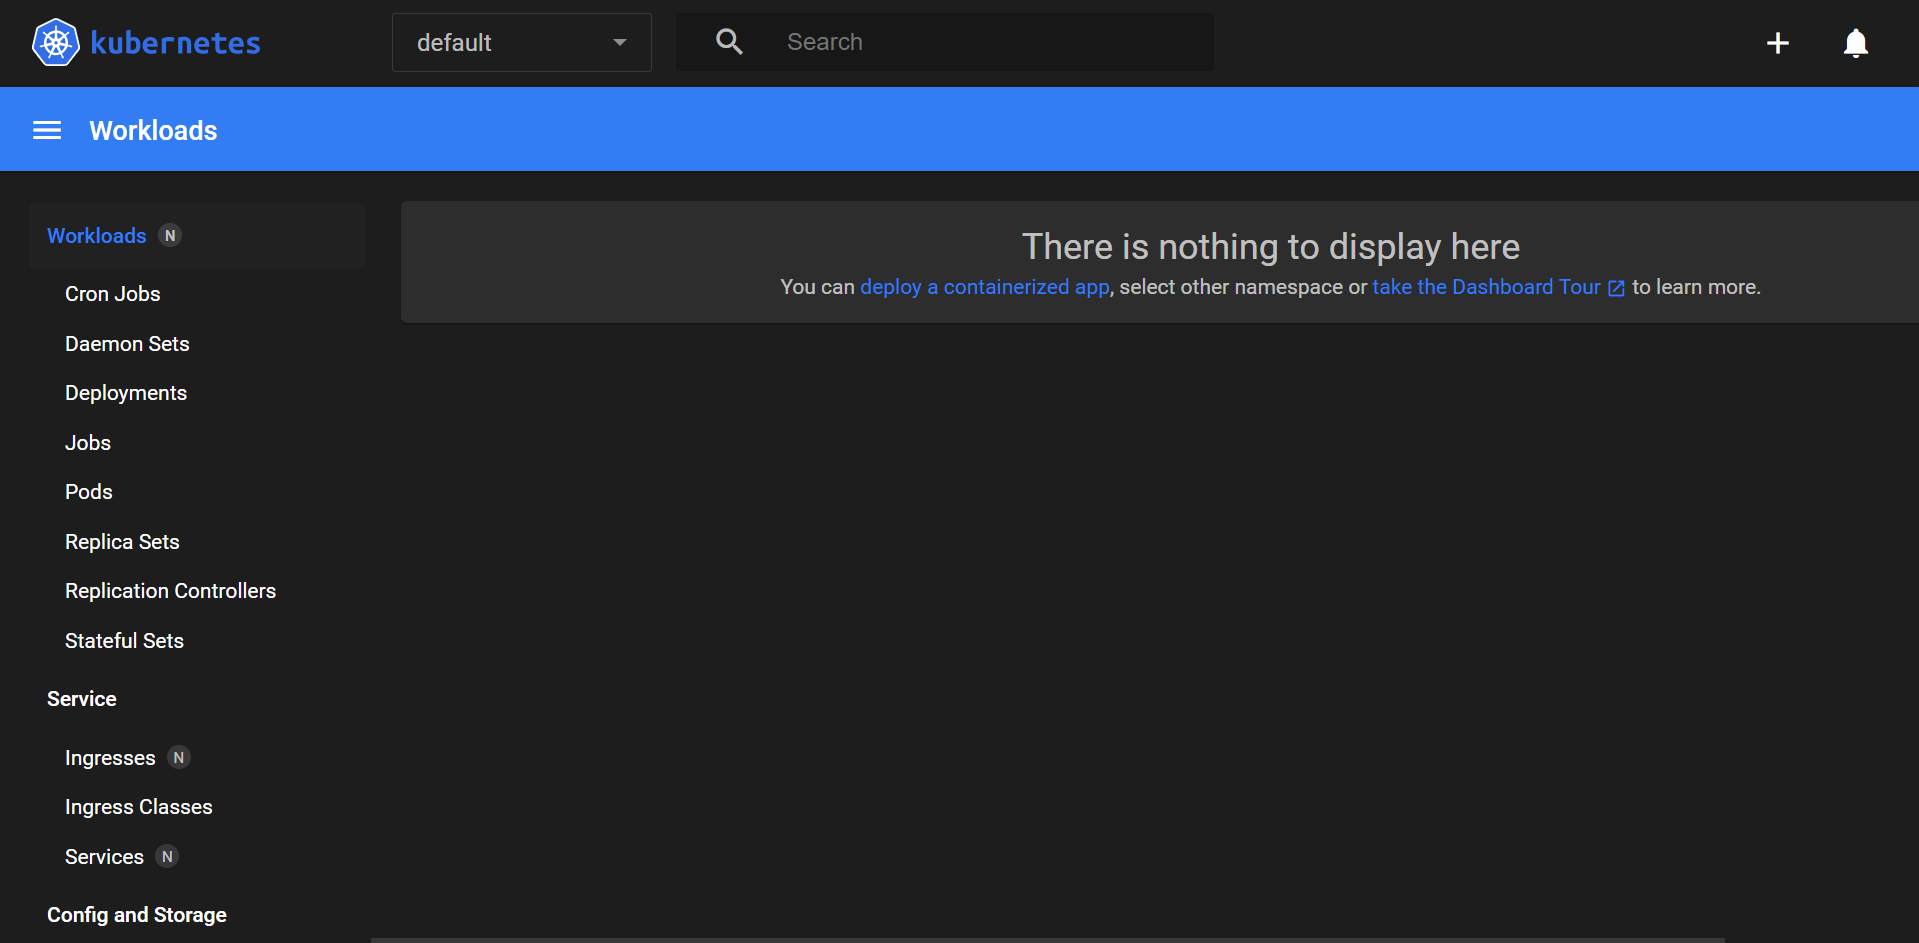 kubernetes
default
Search
Workloads
Workloads N
Cron Jobs
Daemon Sets
Deployments
Jobs
Pods
Replica Sets
Replication Controllers
Stateful Sets
Service
Ingresses N
Ingress Classes
Services N
Config and Storage
There is nothing to display here
You can deploy a containerized app, select other namespace or take the Dashboard Tour to learn more.